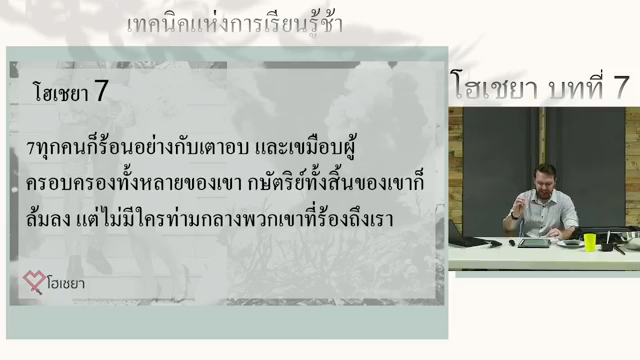 เทคนิคแห่งการเรียนรู้ช้า
โฮเชยา 7
โฮเชยา บทที่ 7
7ทุกคนก็ร้อนอย่างกับเตาอบ และเขมือบผู้
ครอบครองทั้งหลายของเขา กษัตริย์ทั้งสิ้นของเขาก็
ล้มลง แต่ไม่มีใครท่ามกลางพวกเขาที่ร้องถึงเรา
โฮเชยา